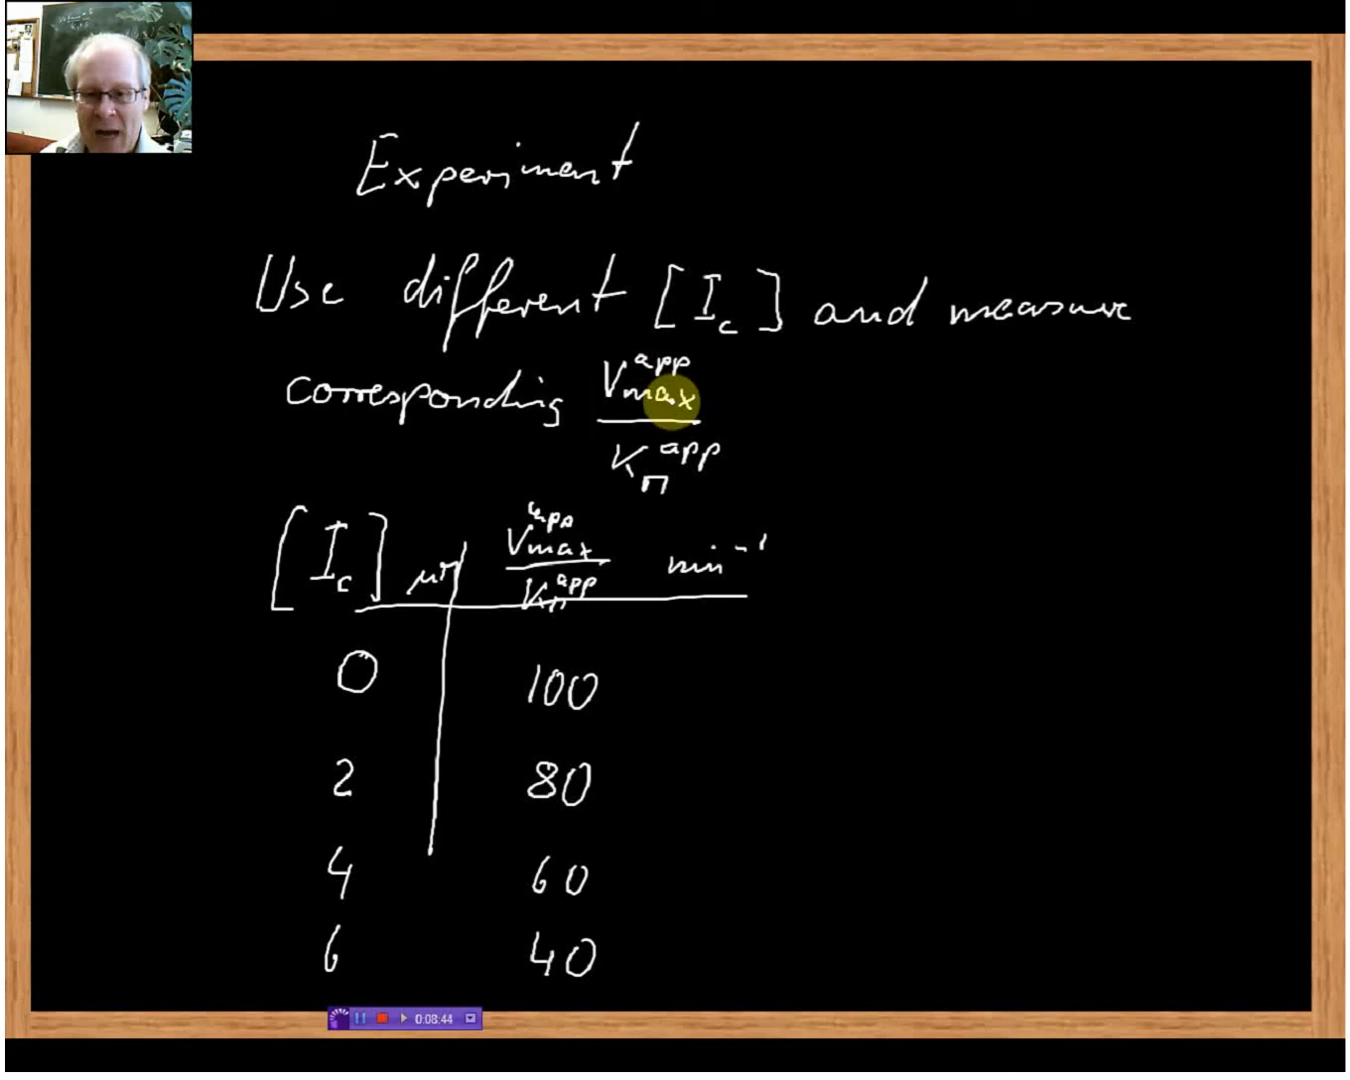 Experiment
Use different [I_c] and measure
corresponding V_max^app / K_m^app
[I_c] μM V_max^app / K_m^app min^-1
0 100
2 80
4 60
6 40
0:08:44